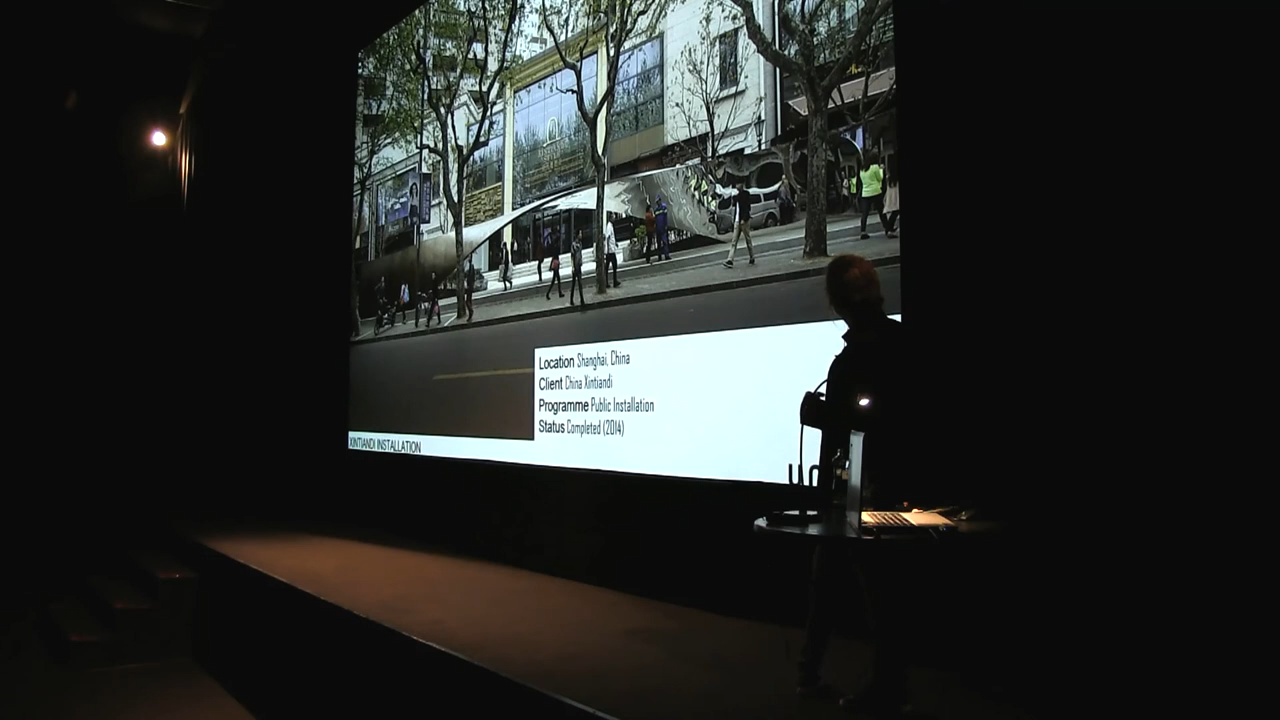 Location Shanghai, China
Client China Xintiandi
Programme Public Installation
Status Completed (2014)
XINTIANDI INSTALLATION